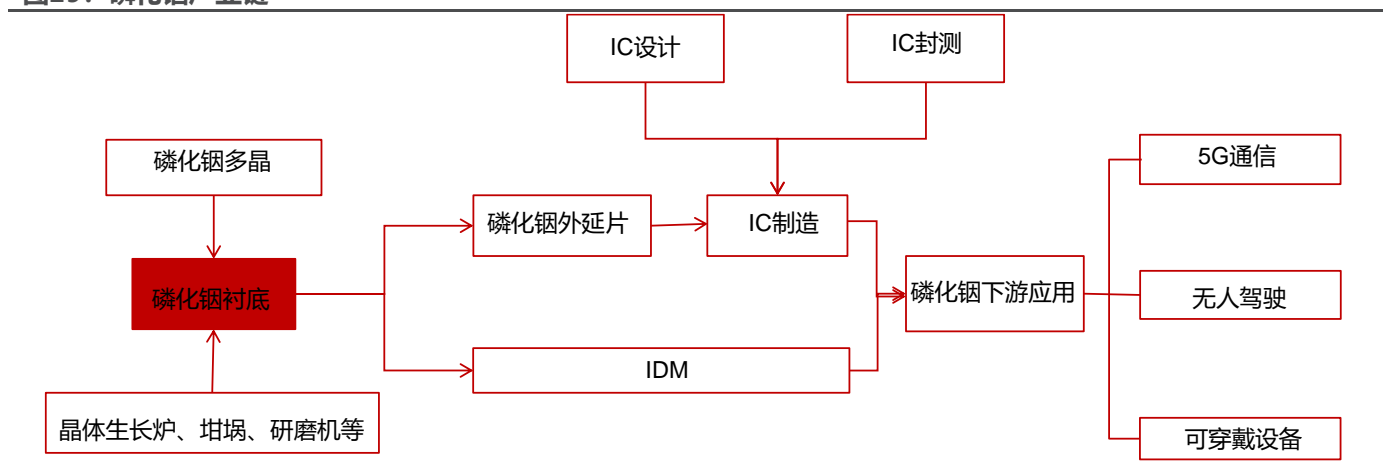 IC设计
IC封测
磷化铟多晶
5G通信
磷化铟外延片
IC制造
磷化铟衬底
磷化铟下游应用
无人驾驶
IDM
晶体生长炉、坩埚、研磨机等
可穿戴设备